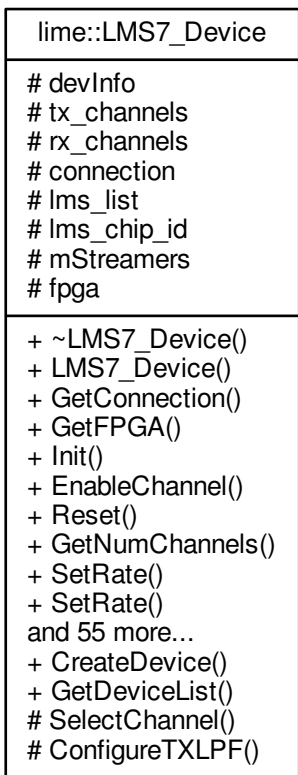 lime::LMS7_Device
# devInfo
# tx_channels
# rx_channels
# connection
# lms_list
# lms_chip_id
# mStreamers
# fpga
+ ~LMS7_Device()
+ LMS7_Device()
+ GetConnection()
+ GetFPGA()
+ Init()
+ EnableChannel()
+ Reset()
+ GetNumChannels()
+ SetRate()
+ SetRate()
and 55 more...
+ CreateDevice()
+ GetDeviceList()
# SelectChannel()
# ConfigureTXLPF()